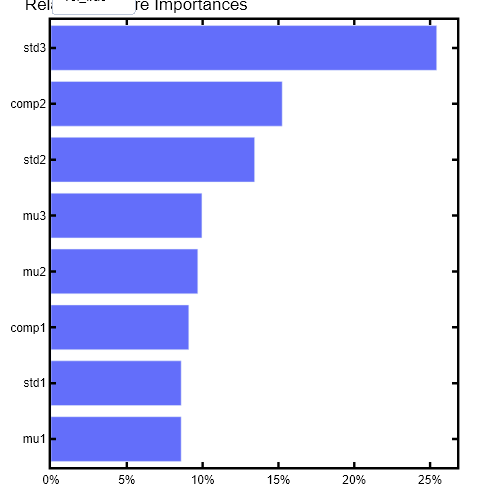 Rela re Importances
std3
comp2
std2
mu3
mu2
comp1
std1
mu1
0% 5% 10% 15% 20% 25%